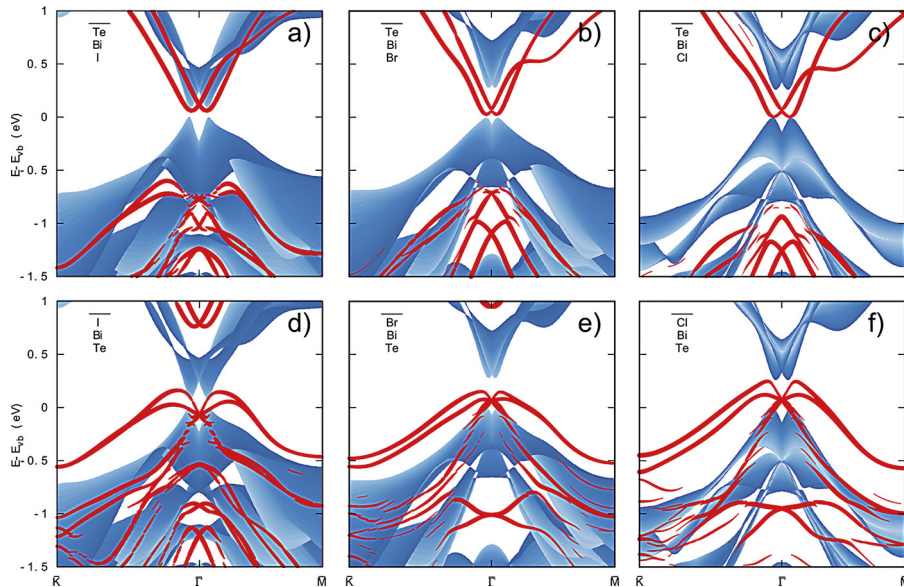 a)
Te
Bi
I
b)
Te
Bi
Br
c)
Te
Bi
Cl
1
0.5
0
-0.5
-1
-1.5
E-E_vb (eV)
d)
I
Bi
Te
e)
Br
Bi
Te
f)
Cl
Bi
Te
1
0.5
0
-0.5
-1
-1.5
E-E_vb (eV)
K̄ Γ̄ M̄
K̄ Γ̄ M̄
K̄ Γ̄ M̄